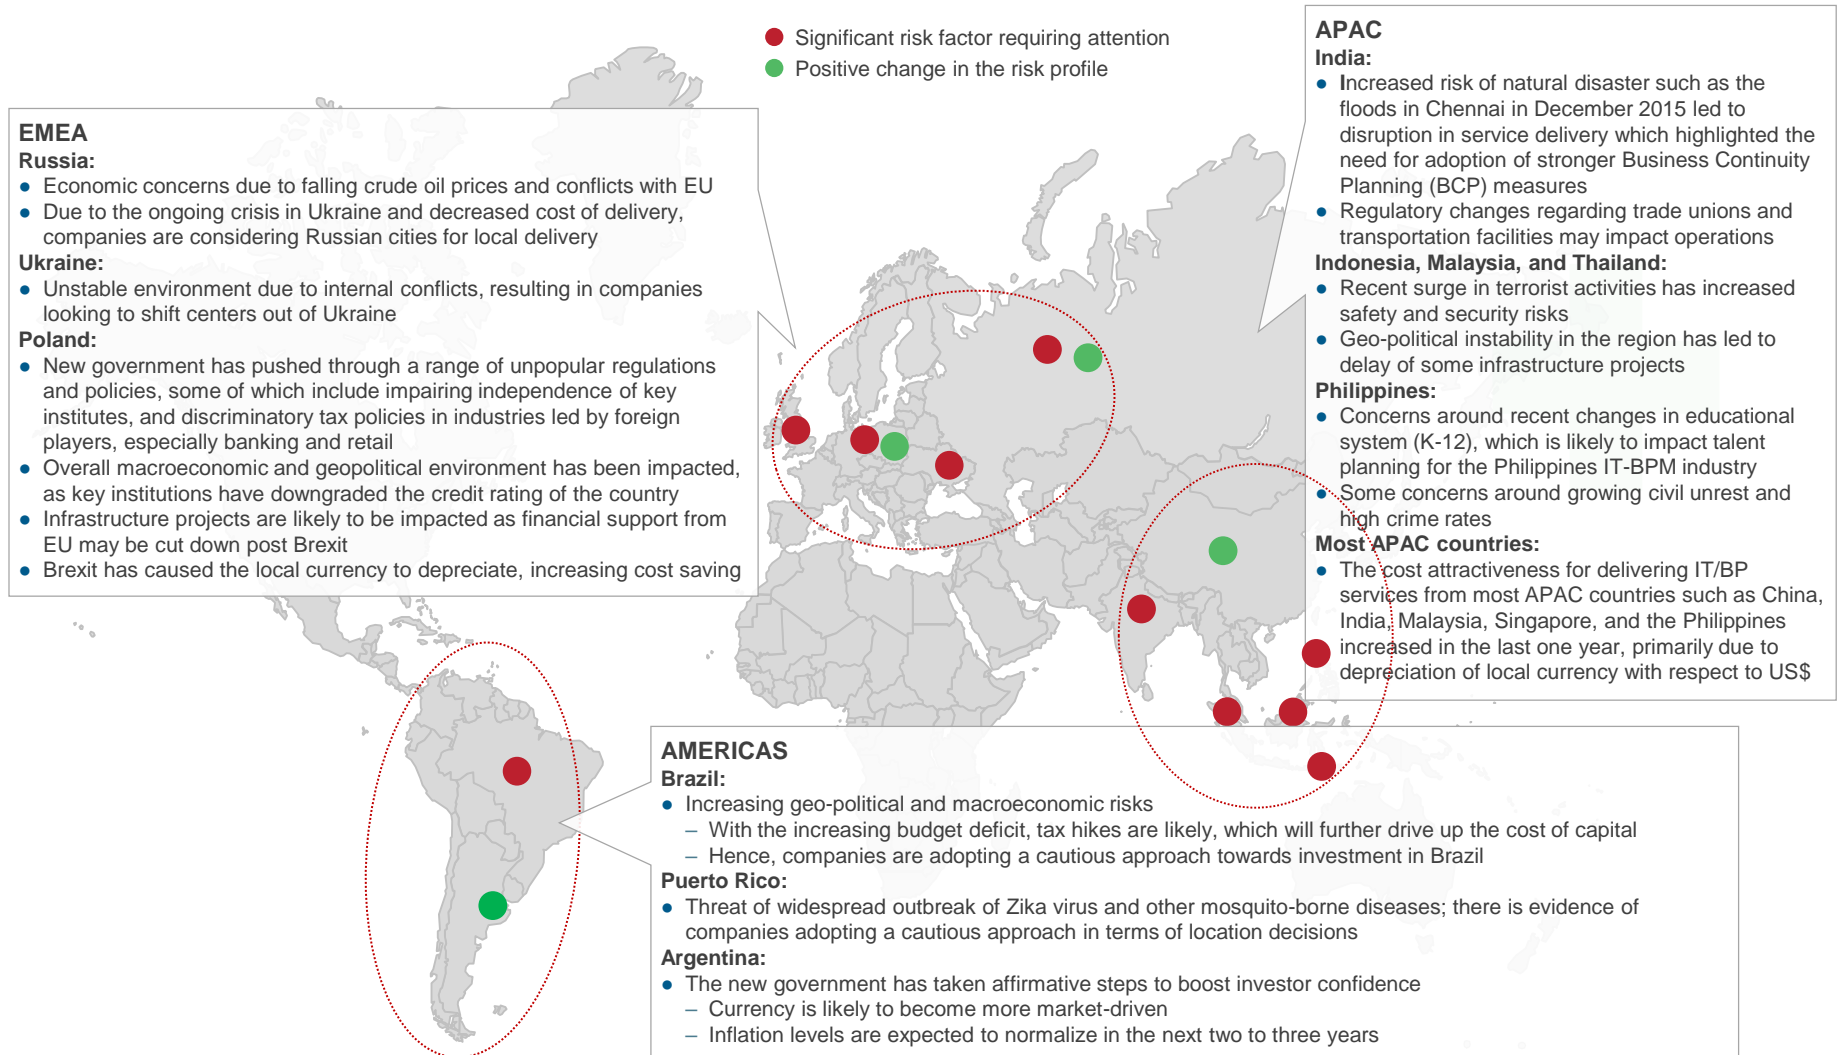 Significant risk factor requiring attention
Positive change in the risk profile
EMEA
Russia:
● Economic concerns due to falling crude oil prices and conflicts with EU
● Due to the ongoing crisis in Ukraine and decreased cost of delivery,
companies are considering Russian cities for local delivery
Ukraine:
● Unstable environment due to internal conflicts, resulting in companies
looking to shift centers out of Ukraine
Poland:
● New government has pushed through a range of unpopular regulations
and policies, some of which include impairing independence of key
institutes, and discriminatory tax policies in industries led by foreign
players, especially banking and retail
● Overall macroeconomic and geopolitical environment has been impacted,
as key institutions have downgraded the credit rating of the country
● Infrastructure projects are likely to be impacted as financial support from
EU may be cut down post Brexit
● Brexit has caused the local currency to depreciate, increasing cost saving
APAC
India:
● Increased risk of natural disaster such as the
floods in Chennai in December 2015 led to
disruption in service delivery which highlighted the
need for adoption of stronger Business Continuity
Planning (BCP) measures
● Regulatory changes regarding trade unions and
transportation facilities may impact operations
Indonesia, Malaysia, and Thailand:
● Recent surge in terrorist activities has increased
safety and security risks
● Geo-political instability in the region has led to
delay of some infrastructure projects
Philippines:
● Concerns around recent changes in educational
system (K-12), which is likely to impact talent
planning for the Philippines IT-BPM industry
● Some concerns around growing civil unrest and
high crime rates
Most APAC countries:
● The cost attractiveness for delivering IT/BP
services from most APAC countries such as China,
India, Malaysia, Singapore, and the Philippines
increased in the last one year, primarily due to
depreciation of local currency with respect to US$
AMERICAS
Brazil:
● Increasing geo-political and macroeconomic risks
– With the increasing budget deficit, tax hikes are likely, which will further drive up the cost of capital
– Hence, companies are adopting a cautious approach towards investment in Brazil
Puerto Rico:
● Threat of widespread outbreak of Zika virus and other mosquito-borne diseases; there is evidence of
companies adopting a cautious approach in terms of location decisions
Argentina:
● The new government has taken affirmative steps to boost investor confidence
– Currency is likely to become more market-driven
– Inflation levels are expected to normalize in the next two to three years